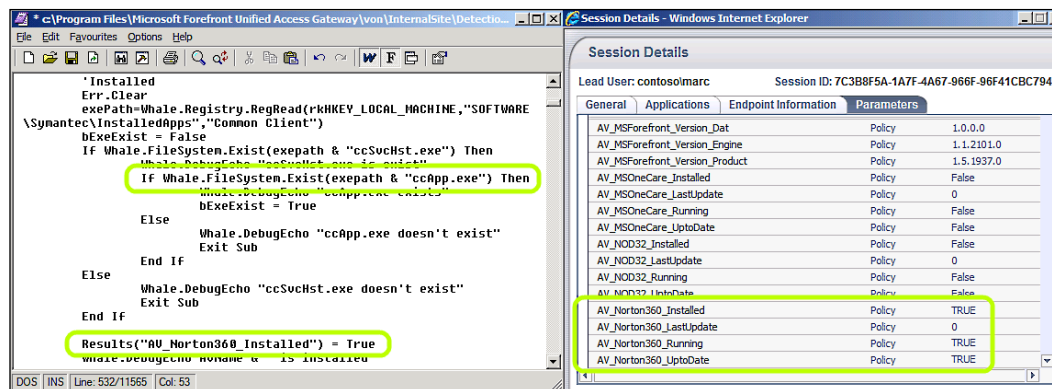 * c:\Program Files\Microsoft Forefront Unified Access Gateway\von\InternalSite\Detectio...
File Edit Favourites Options Help
W F
'Installed
Err.Clear
exePath=Whale.Registry.RegRead(rkHKEY_LOCAL_MACHINE,"SOFTWARE
\Symantec\InstalledApps","Common Client")
bExeExist = False
If Whale.FileSystem.Exist(exepath & "ccSvcHst.exe") Then
Whale.DebugEcho "ccSvcHst.exe is exist"
If Whale.FileSystem.Exist(exepath & "ccApp.exe") Then
Whale.DebugEcho "ccApp.exe exists"
bExeExist = True
Else
Whale.DebugEcho "ccApp.exe doesn't exist"
Exit Sub
End If
Else
Whale.DebugEcho "ccSvcHst.exe doesn't exist"
Exit Sub
End If
Results("AV_Norton360_Installed") = True
Whale.DebugEcho AVName & " is installed"
DOS INS Line: 532/11565 Col: 53
Session Details - Windows Internet Explorer
Session Details
Lead User: contoso\marc Session ID: 7C3B8F5A-1A7F-4A67-966F-96F41CBC794
General Applications Endpoint Information Parameters
AV_MSForefront_Version_Dat Policy 1.0.0.0
AV_MSForefront_Version_Engine Policy 1.1.2101.0
AV_MSForefront_Version_Product Policy 1.5.1937.0
AV_MSOneCare_Installed Policy False
AV_MSOneCare_LastUpdate Policy 0
AV_MSOneCare_Running Policy False
AV_MSOneCare_UptoDate Policy False
AV_NOD32_Installed Policy False
AV_NOD32_LastUpdate Policy 0
AV_NOD32_Running Policy False
AV_NOD32_UptoDate Policy False
AV_Norton360_Installed Policy TRUE
AV_Norton360_LastUpdate Policy 0
AV_Norton360_Running Policy TRUE
AV_Norton360_UptoDate Policy TRUE